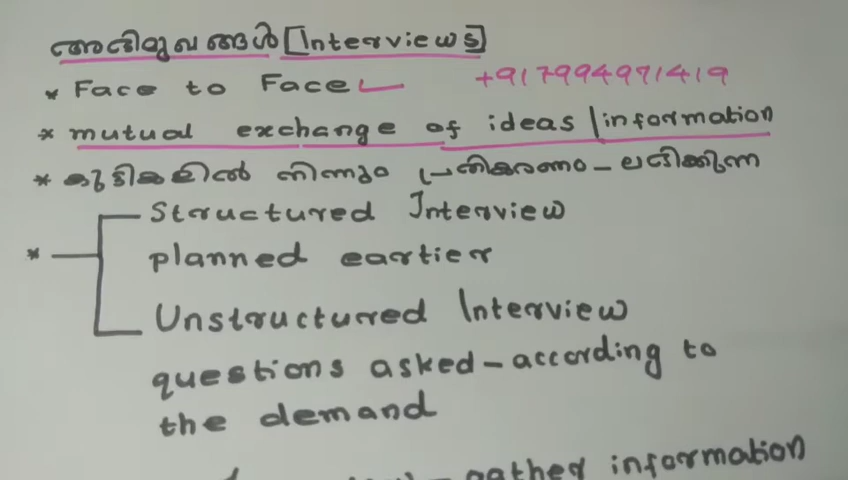 അഭിമുഖങ്ങൾ [Interviews]
* Face to Face +917994971419
* mutual exchange of ideas / information
* കുട്ടികളിൽ നിന്നും പ്രതികരണം - ലഭിക്കുന്ന
Structured Interview
* planned eartier
Unstructured Interview
questions asked - according to
the demand
gather information